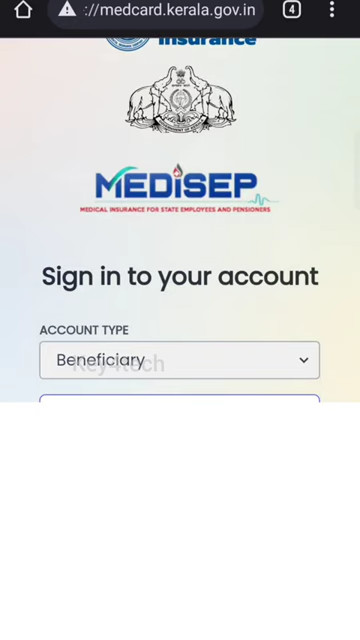 ://medcard.kerala.gov.in
4
Insurance
MEDiSEP
MEDICAL INSURANCE FOR STATE EMPLOYEES AND PENSIONERS
Sign in to your account
ACCOUNT TYPE
Beneficiary
Key4tech